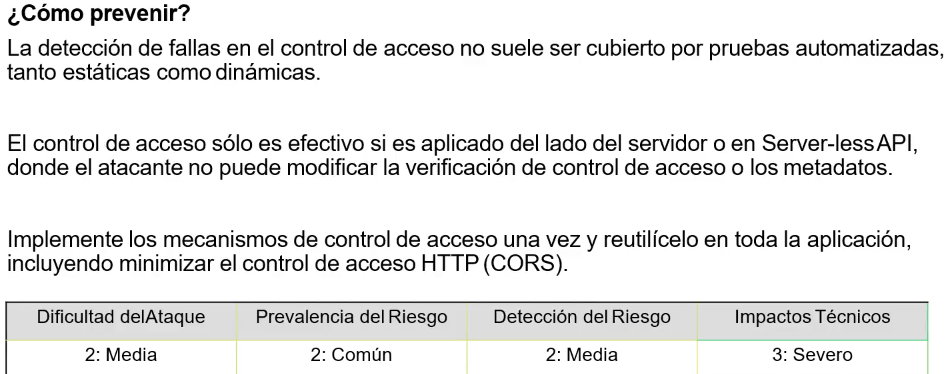 ¿Cómo prevenir?
La detección de fallas en el control de acceso no suele ser cubierto por pruebas automatizadas,
tanto estáticas como dinámicas.
El control de acceso sólo es efectivo si es aplicado del lado del servidor o en Server-less API,
donde el atacante no puede modificar la verificación de control de acceso o los metadatos.
Implemente los mecanismos de control de acceso una vez y reutilícelo en toda la aplicación,
incluyendo minimizar el control de acceso HTTP (CORS).
Dificultad delAtaque Prevalencia del Riesgo Detección del Riesgo Impactos Técnicos
2: Media 2: Común 2: Media 3: Severo